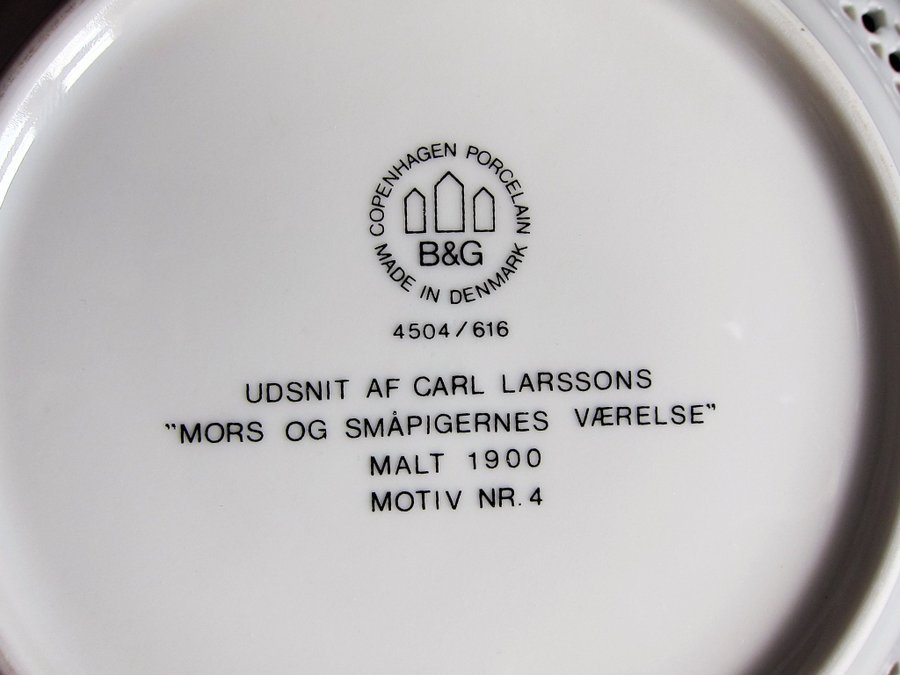 COPENHAGEN PORCELAIN
B&G
MADE IN DENMARK
4504/616
UDSNIT AF CARL LARSSONS
"MORS OG SMÅPIGERNES VÆRELSE"
MALT 1900
MOTIV NR. 4